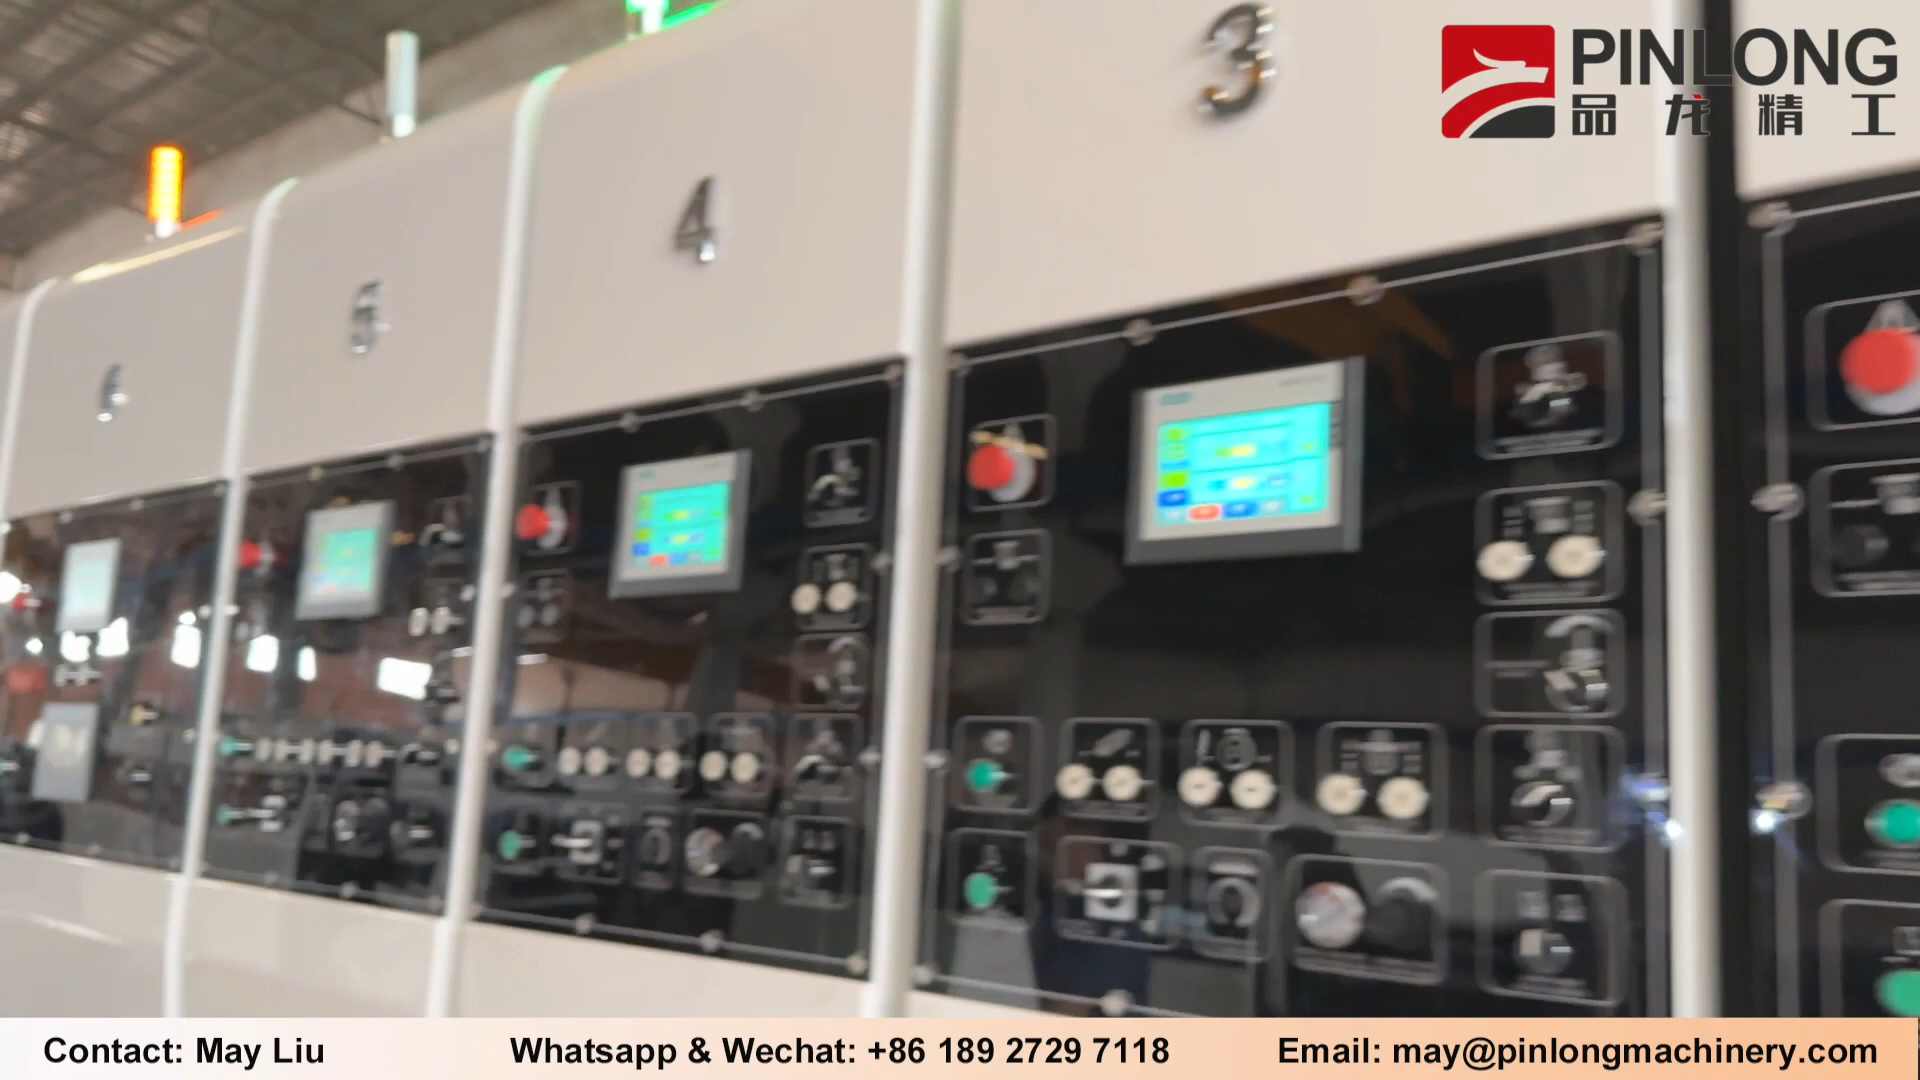 3
4
5
6
PINLONG
品龙精工
Contact: May Liu
Whatsapp & Wechat: +86 189 2729 7118
Email: may@pinlongmachinery.com